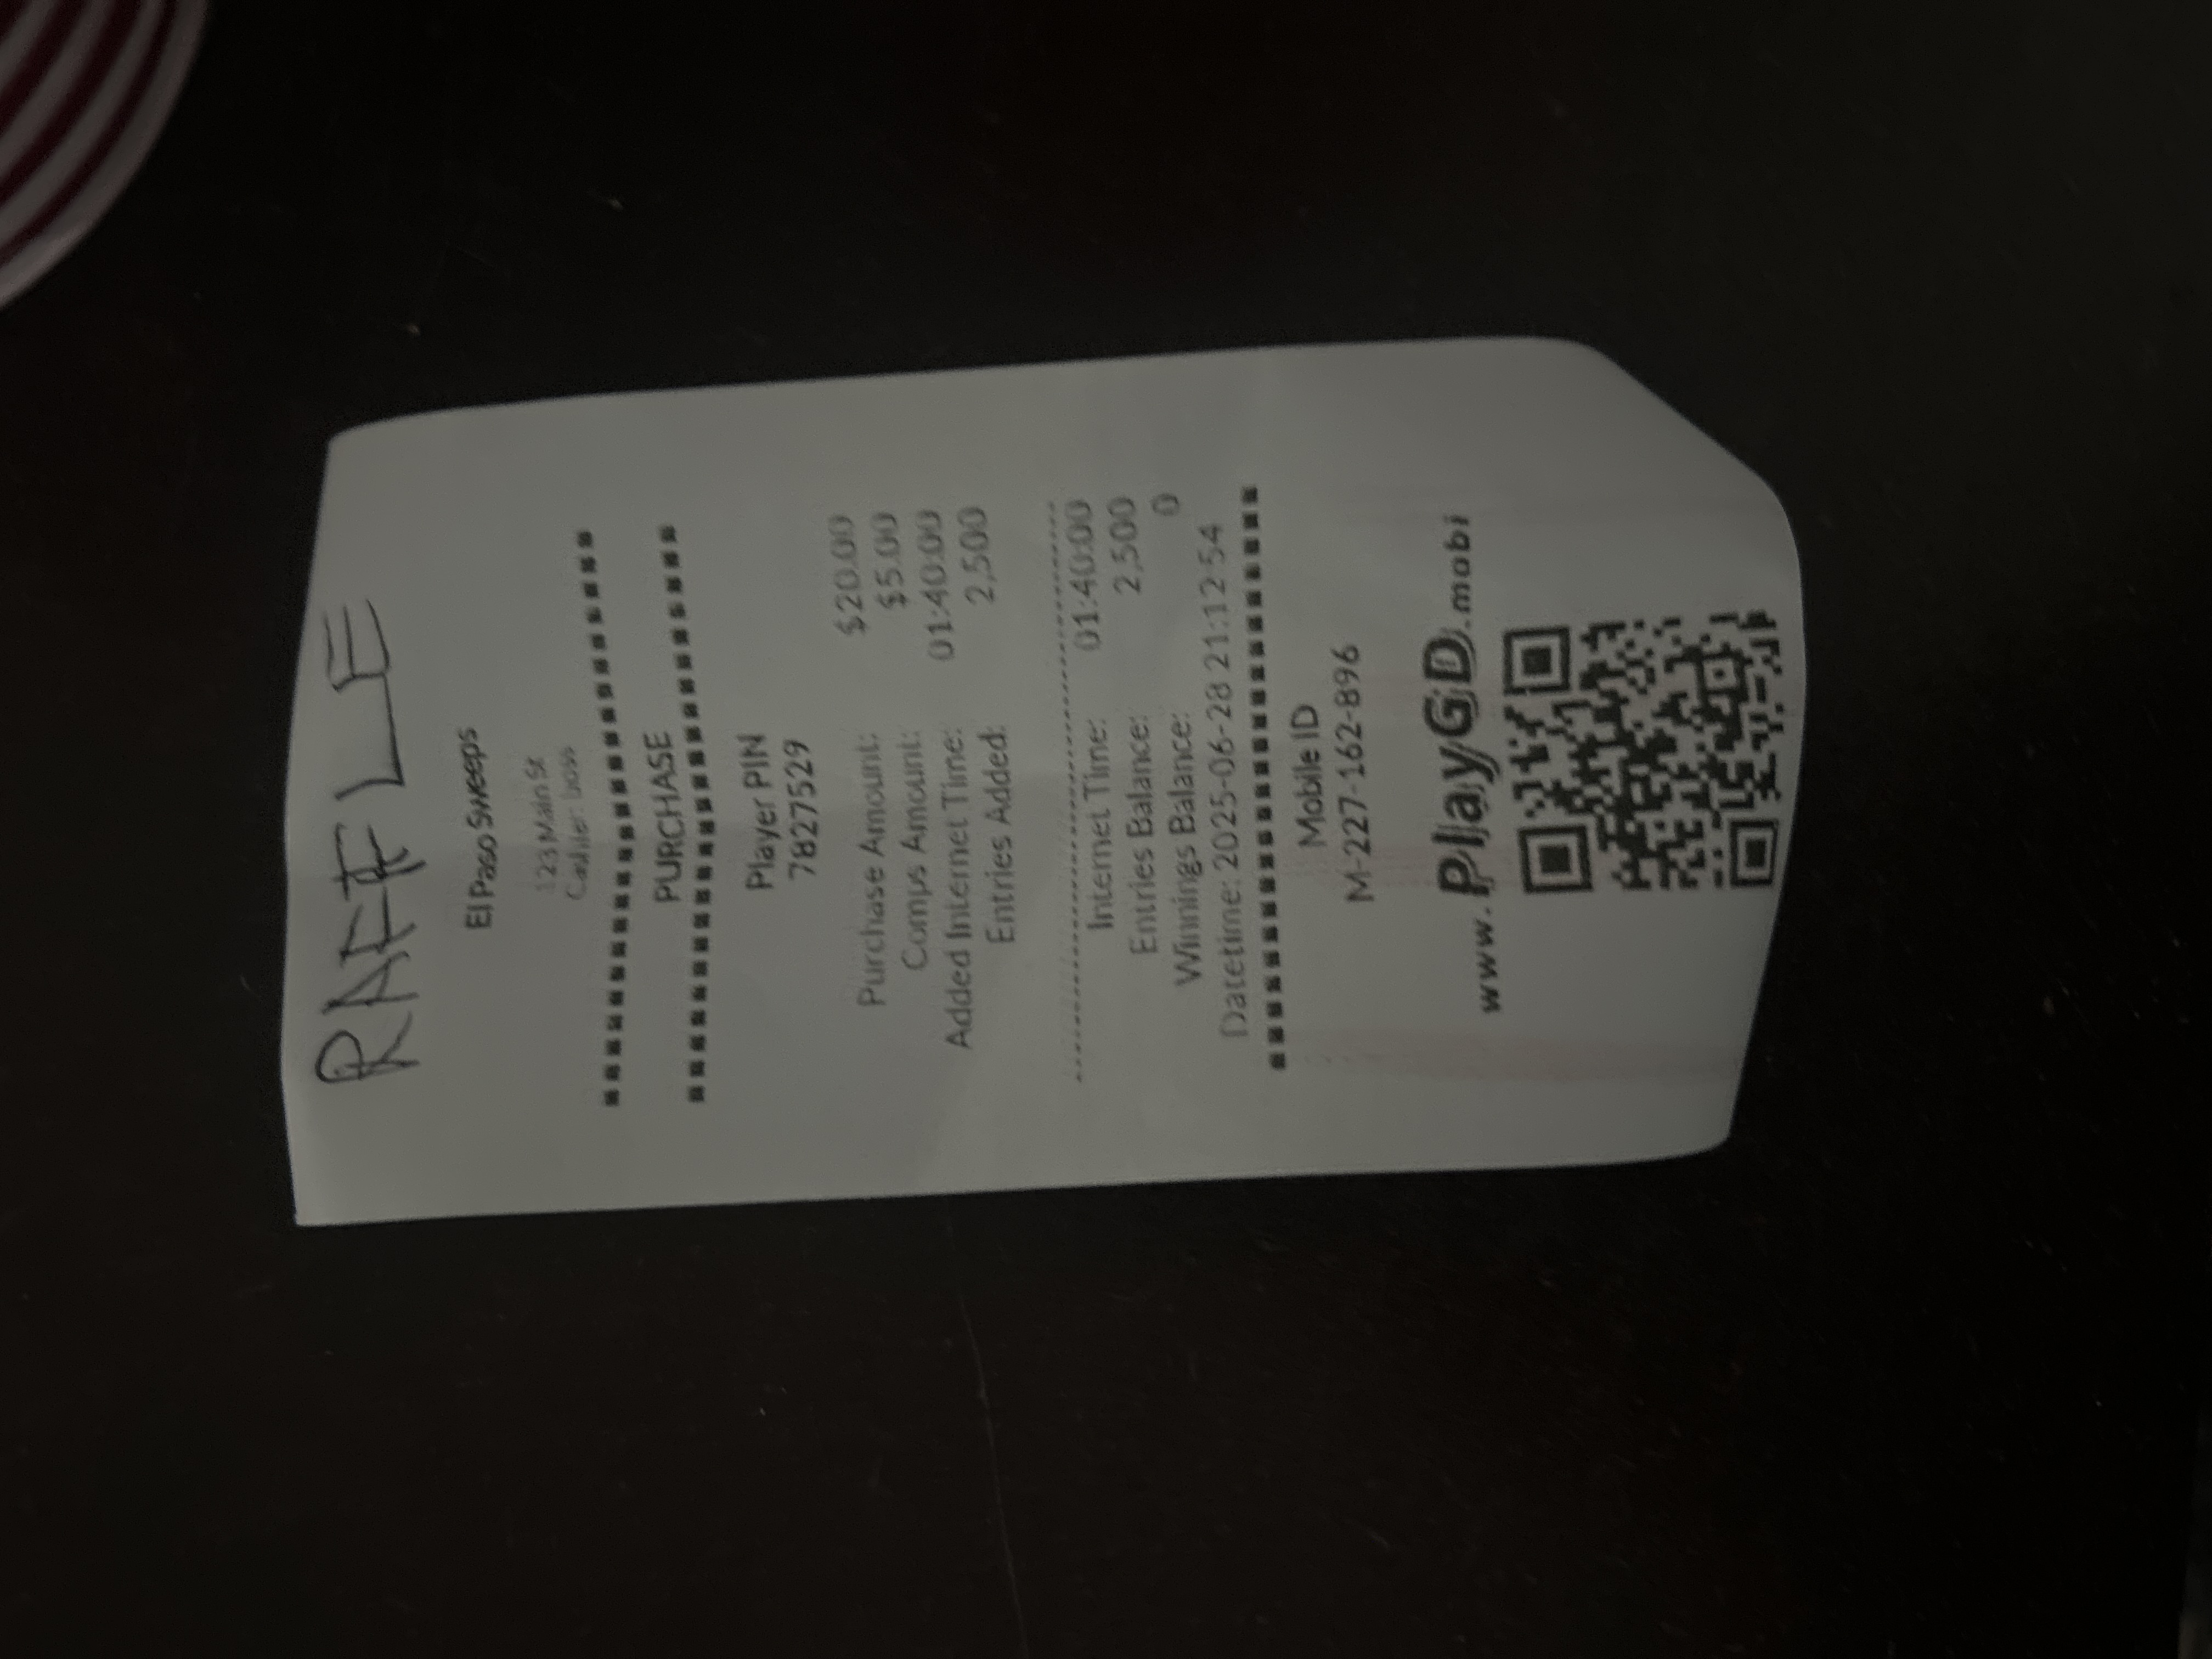 RAFFLE
El Paso Sweeps
123 Main St
Cashier: boss
PURCHASE
Player PIN
7827529
Purchase Amount: $20.00
Comps Amount: $5.00
Added Internet Time: 01:40:00
Entries Added: 2,500
Internet Time: 01:40:00
Entries Balance: 2,500
Winnings Balance: 0
Datetime: 2025-06-28 21:12:54
Mobile ID
M-227-162-896
www.PlayGD.mobi